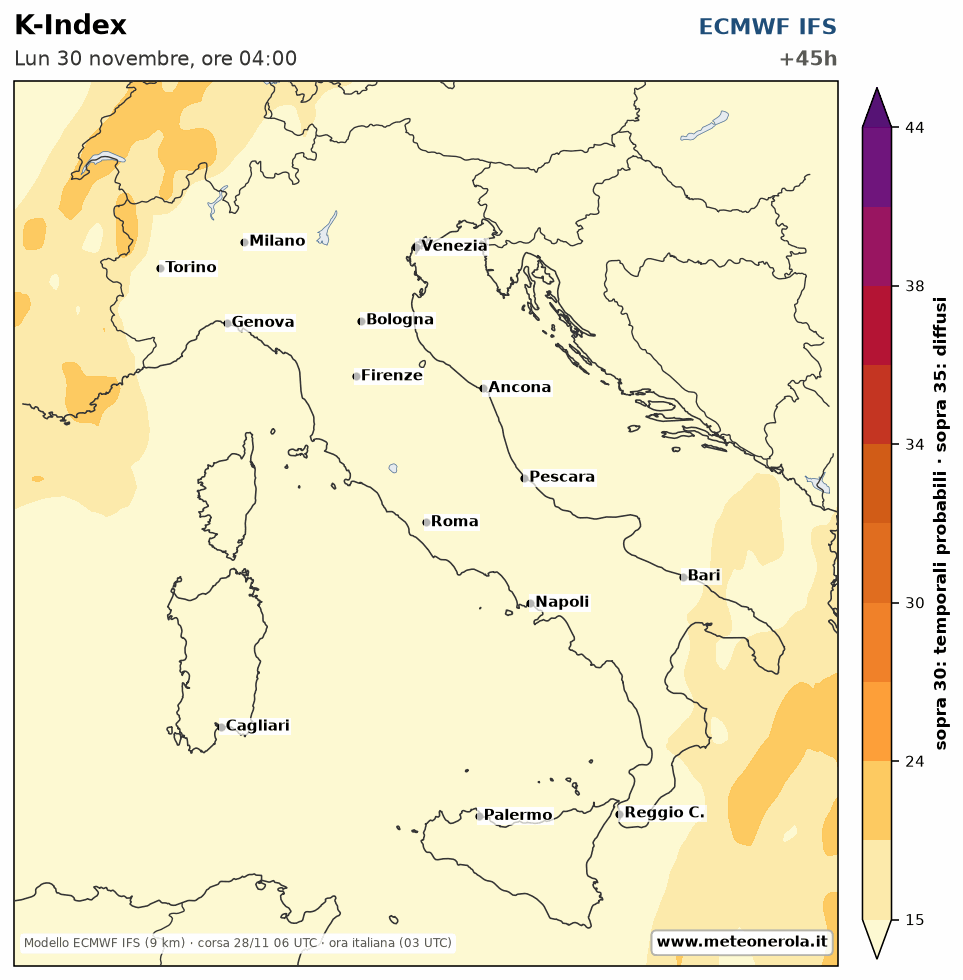 K-Index
ECMWF IFS
Lun 30 novembre, ore 04:00
+45h
Milano
Venezia
Torino
Genova
Bologna
Firenze
Ancona
Pescara
Roma
Bari
Napoli
Cagliari
Palermo
Reggio C.
44
38
34
30
24
15
sopra 30: temporali probabili · sopra 35: diffusi
Modello ECMWF IFS (9 km) · corsa 28/11 06 UTC · ora italiana (03 UTC)
www.meteonerola.it